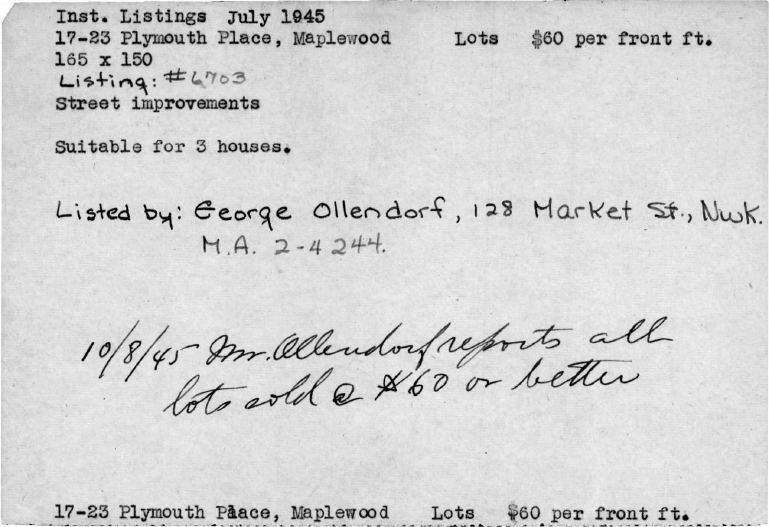 Inst. Listings July 1945
17-23 Plymouth Place, Maplewood Lots $60 per front ft.
165 x 150
Listing: #6703
Street improvements
Suitable for 3 houses.
Listed by: George Ollendorf, 128 Market St., Nwk.
M.A. 2-4244.
10/8/45 Mr. Ollendorf reports all
lots sold @ $60 or better
17-23 Plymouth Place, Maplewood Lots $60 per front ft.